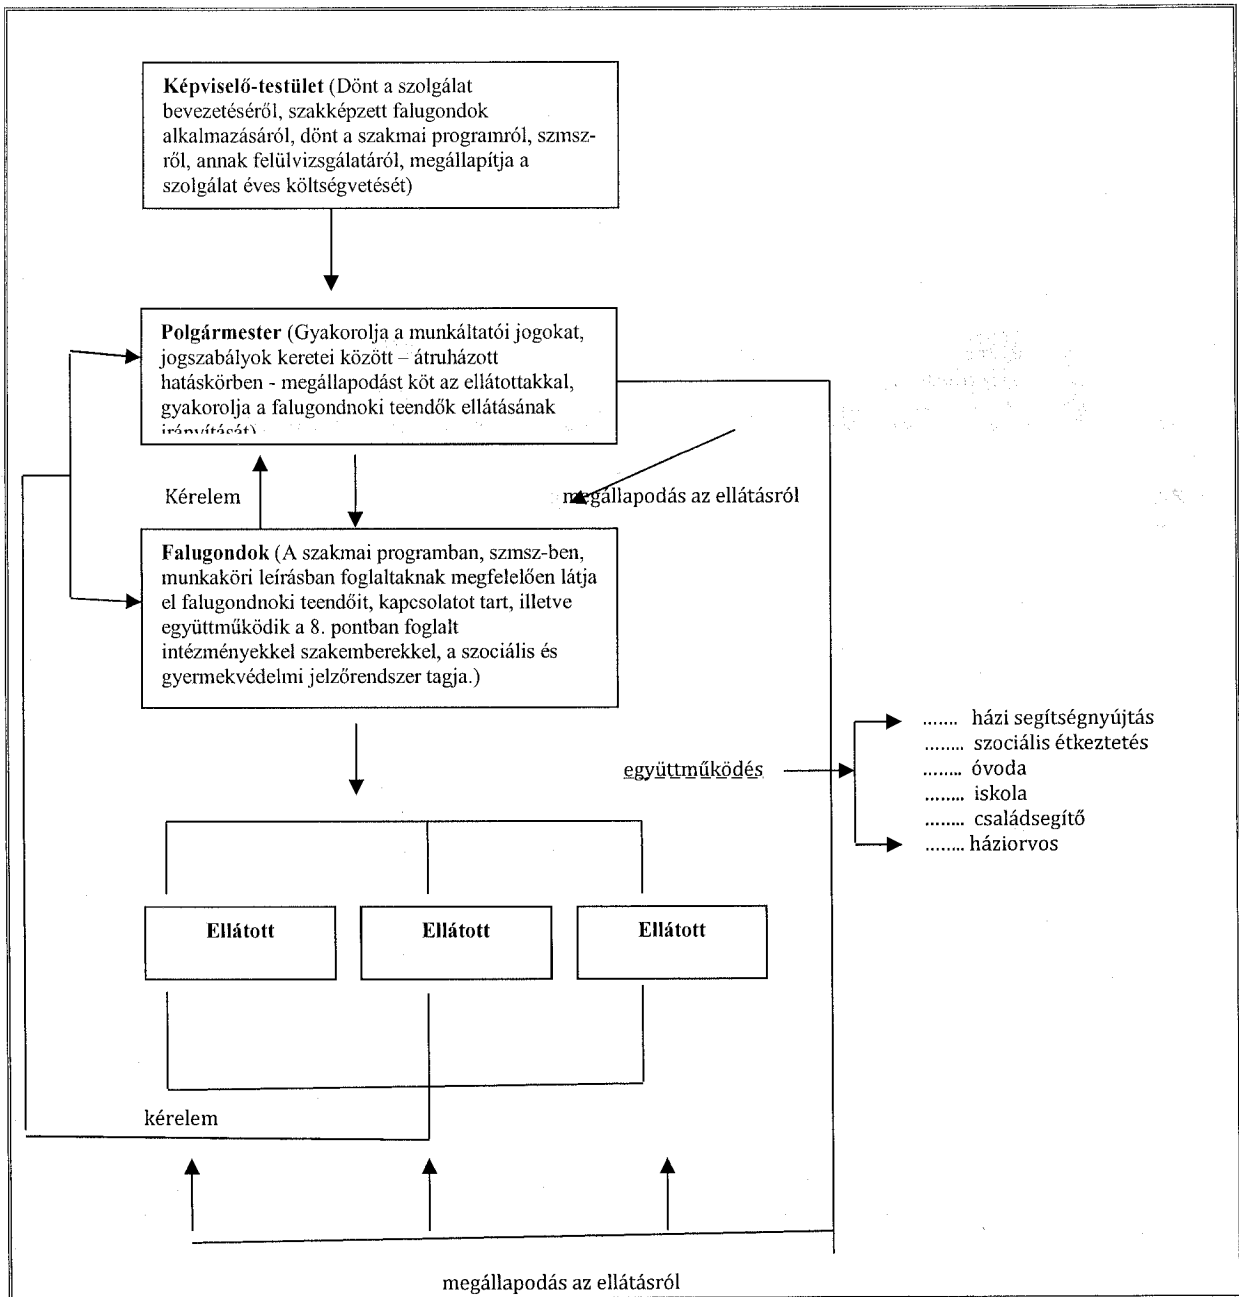 Képviselő-testület (Dönt a szolgálat
bevezetéséről, szakképzett falugondok
alkalmazásáról, dönt a szakmai programról, szmsz-
ről, annak felülvizsgálatáról, megállapítja a
szolgálat éves költségvetését)
Polgármester (Gyakorolja a munkáltatói jogokat,
jogszabályok keretei között – átruházott
hatáskörben - megállapodást köt az ellátottakkal,
gyakorolja a falugondnoki teendők ellátásának
irányítását)
Kérelem
megállapodás az ellátásról
Falugondok (A szakmai programban, szmsz-ben,
munkaköri leírásban foglaltaknak megfelelően látja
el falugondnoki teendőit, kapcsolatot tart, illetve
együttműködik a 8. pontban foglalt
intézményekkel szakemberekkel, a szociális és
gyermekvédelmi jelzőrendszer tagja.)
együttműködés
....... házi segítségnyújtás
........ szociális étkeztetés
........ óvoda
........ iskola
........ családsegítő
........ háziorvos
Ellátott
Ellátott
Ellátott
kérelem
megállapodás az ellátásról